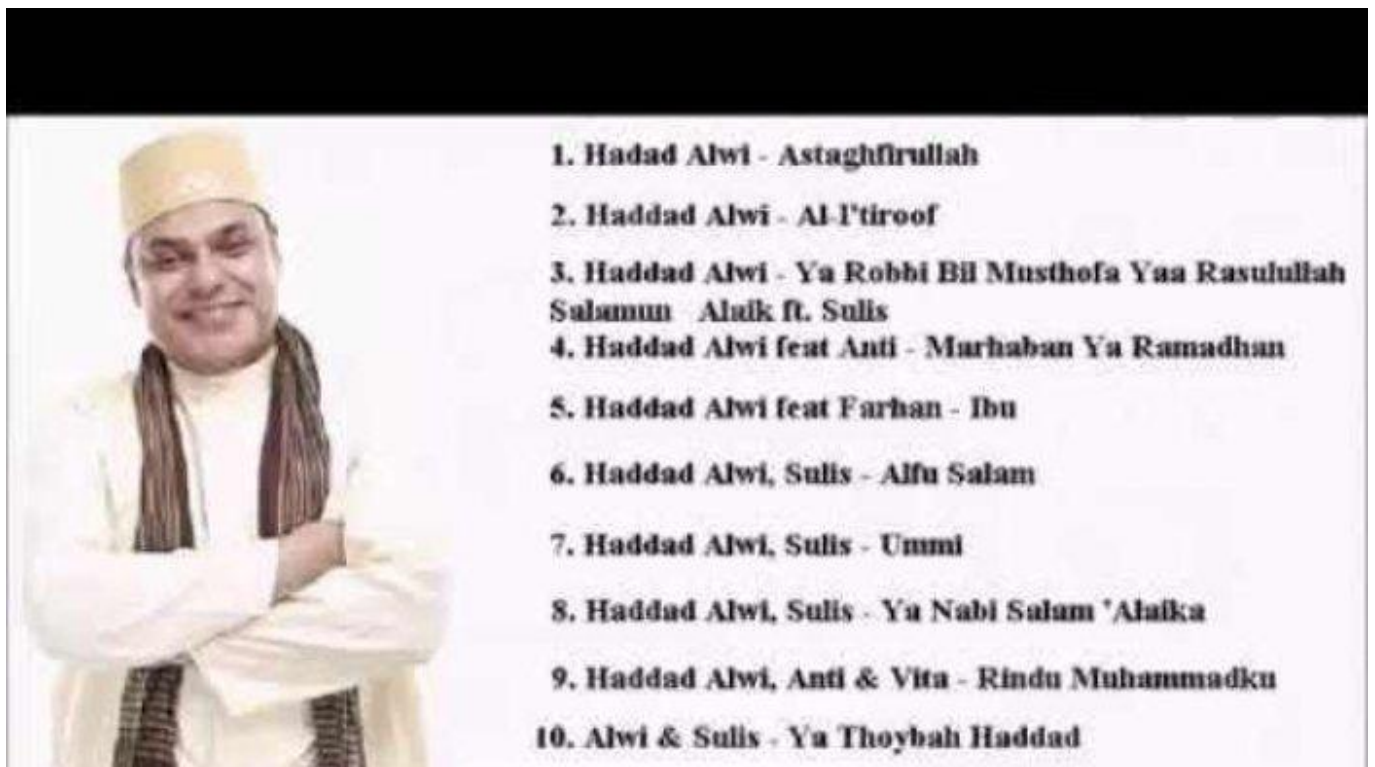 1. Hadad Alwi - Astaghfirullah
2. Haddad Alwi - Al-I'tiroof
3. Haddad Alwi - Ya Robbi Bil Musthofa Yaa Rasulullah
Salamun Alaik ft. Sulis
4. Haddad Alwi feat Anti - Marhaban Ya Ramadhan
5. Haddad Alwi feat Farhan - Ibu
6. Haddad Alwi, Sulis - Alfu Salam
7. Haddad Alwi, Sulis - Ummi
8. Haddad Alwi, Sulis - Ya Nabi Salam 'Alaika
9. Haddad Alwi, Anti & Vita - Rindu Muhammadku
10. Alwi & Sulis - Ya Thoybah Haddad